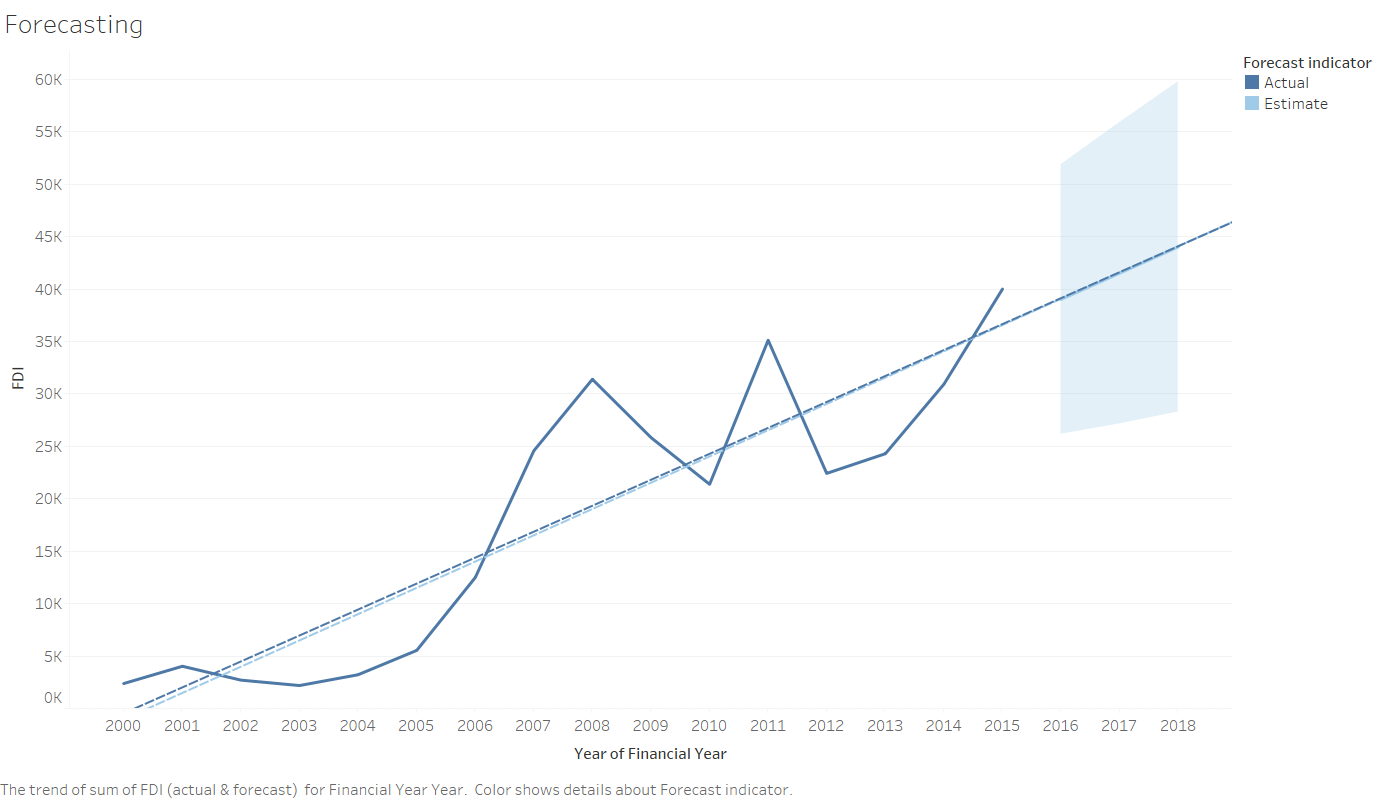 Forecasting
Forecast indicator
Actual
Estimate
60K
55K
50K
45K
40K
35K
30K
25K
20K
15K
10K
5K
0K
FDI
2000 2001 2002 2003 2004 2005 2006 2007 2008 2009 2010 2011 2012 2013 2014 2015 2016 2017 2018
Year of Financial Year
The trend of sum of FDI (actual & forecast)  for Financial Year Year.  Color shows details about Forecast indicator.